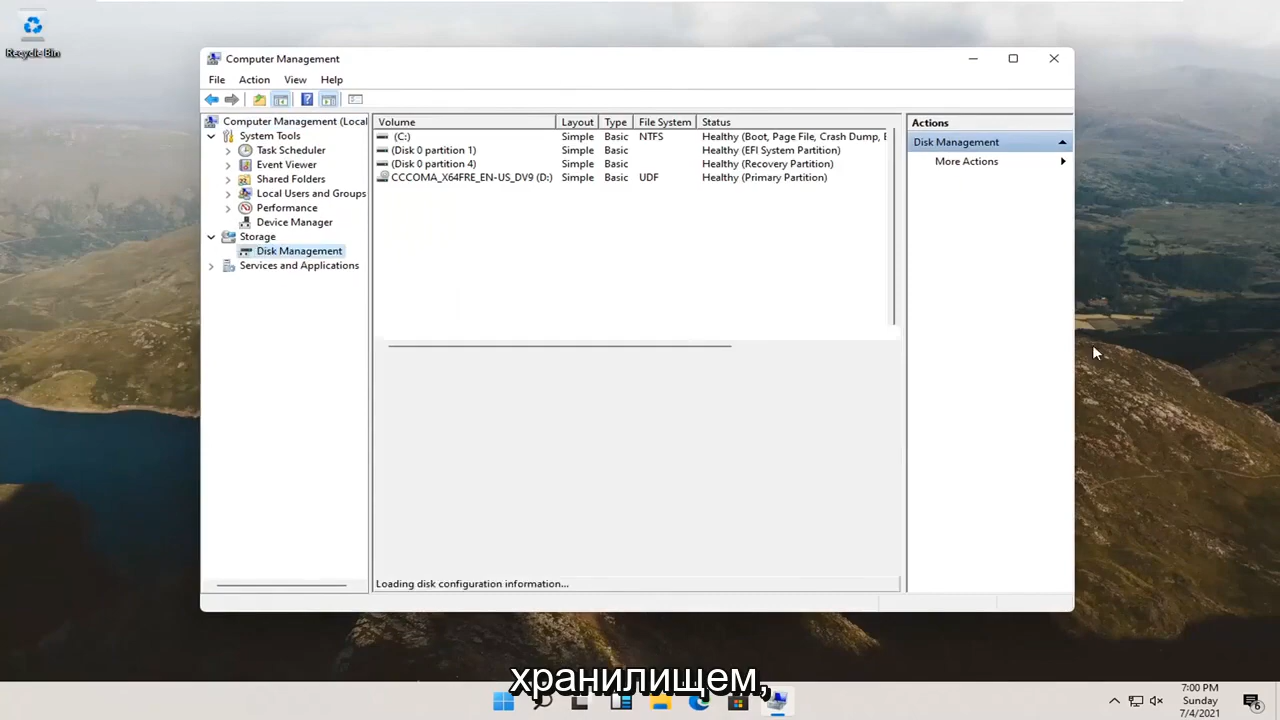 Recycle Bin
Computer Management
File Action View Help
Computer Management (Local
System Tools
Task Scheduler
Event Viewer
Shared Folders
Local Users and Groups
Performance
Device Manager
Storage
Disk Management
Services and Applications
Volume Layout Type File System Status
(C:) Simple Basic NTFS Healthy (Boot, Page File, Crash Dump, E
(Disk 0 partition 1) Simple Basic Healthy (EFI System Partition)
(Disk 0 partition 4) Simple Basic Healthy (Recovery Partition)
CCCOMA_X64FRE_EN-US_DV9 (D:) Simple Basic UDF Healthy (Primary Partition)
Loading disk configuration information...
Actions
Disk Management
More Actions
хранилищем,
7:00 PM
Sunday
7/4/2021
6